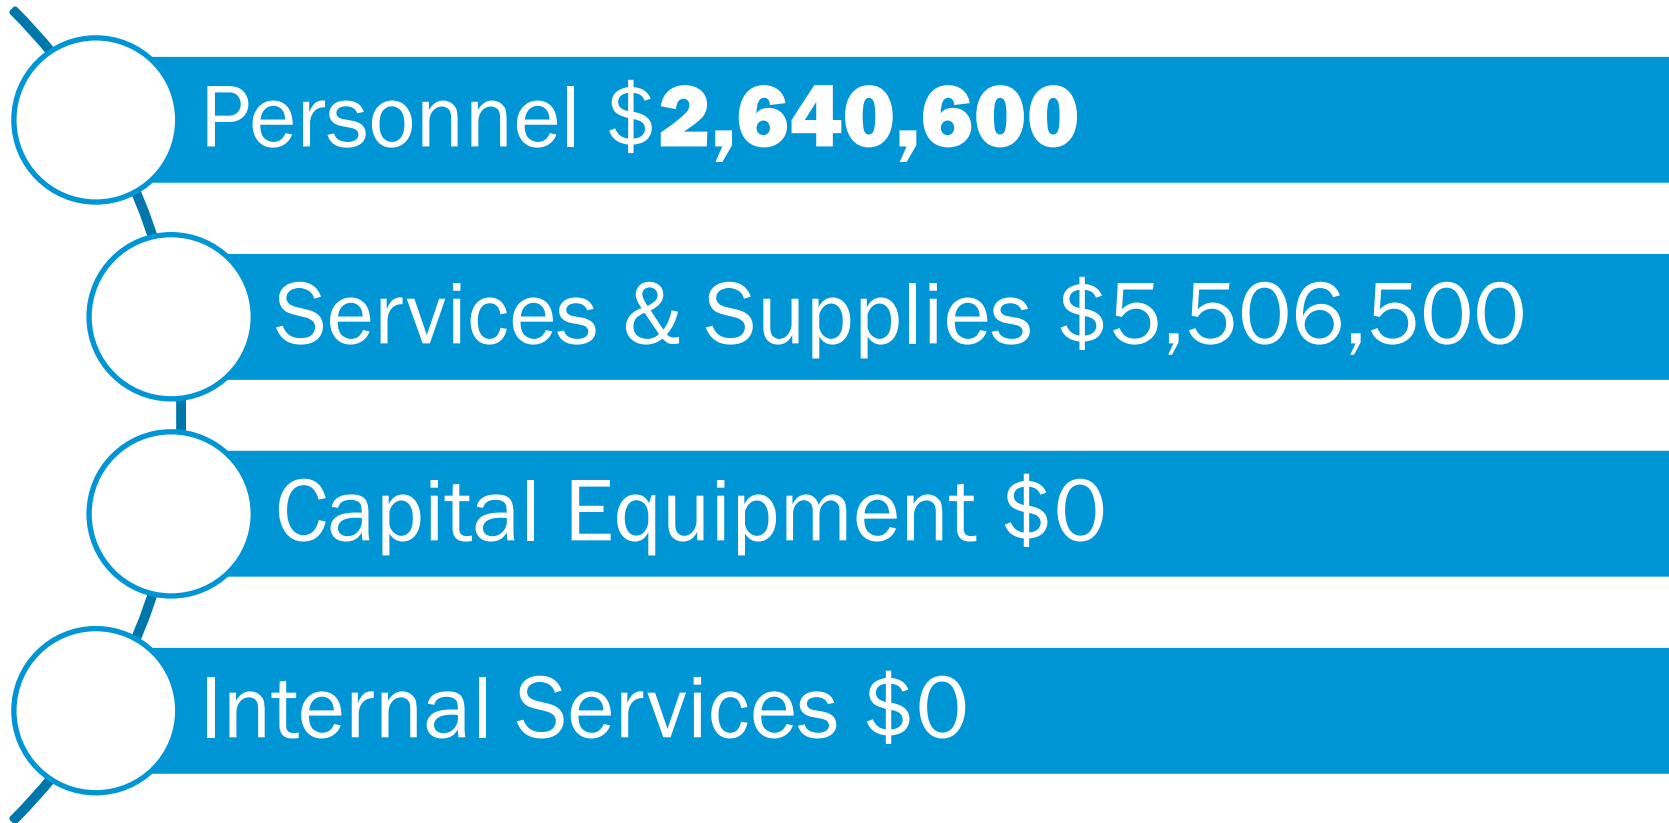 Personnel $2,640,600
Services & Supplies $5,506,500
Capital Equipment $0
Internal Services $0